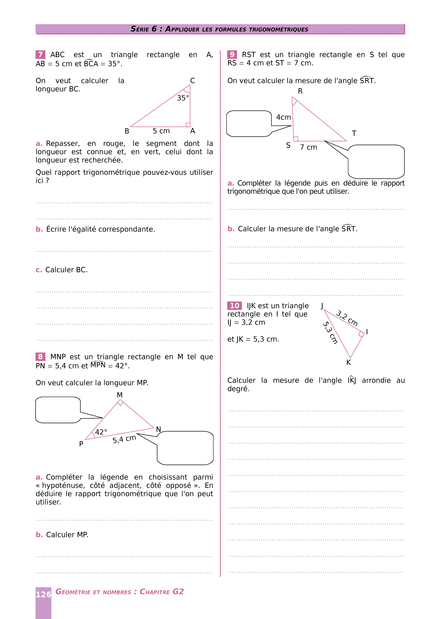 SÉRIE 6 : APPLIQUER LES FORMULES TRIGONOMÉTRIQUES
7 ABC est un triangle rectangle en A,
AB = 5 cm et BCA = 35°.
On veut calculer la
longueur BC.
C
35°
B 5 cm A
a. Repasser, en rouge, le segment dont la
longueur est connue et, en vert, celui dont la
longueur est recherchée.
Quel rapport trigonométrique pouvez-vous utiliser
ici ?
b. Écrire l'égalité correspondante.
c. Calculer BC.
8 MNP est un triangle rectangle en M tel que
PN = 5,4 cm et MPN = 42°.
On veut calculer la longueur MP.
M
42°
N
P
5,4 cm
a. Compléter la légende en choisissant parmi
« hypoténuse, côté adjacent, côté opposé ». En
déduire le rapport trigonométrique que l'on peut
utiliser.
b. Calculer MP.
9 RST est un triangle rectangle en S tel que
RS = 4 cm et ST = 7 cm.
On veut calculer la mesure de l'angle SRT.
R
4cm
T
S 7 cm
a. Compléter la légende puis en déduire le rapport
trigonométrique que l'on peut utiliser.
b. Calculer la mesure de l'angle SRT.
10 IJK est un triangle
rectangle en I tel que
IJ = 3,2 cm
et JK = 5,3 cm.
J
3,2 cm
I
5,3 cm
K
Calculer la mesure de l'angle IKJ arrondie au
degré.
126 GÉOMÉTRIE ET NOMBRES : CHAPITRE G2